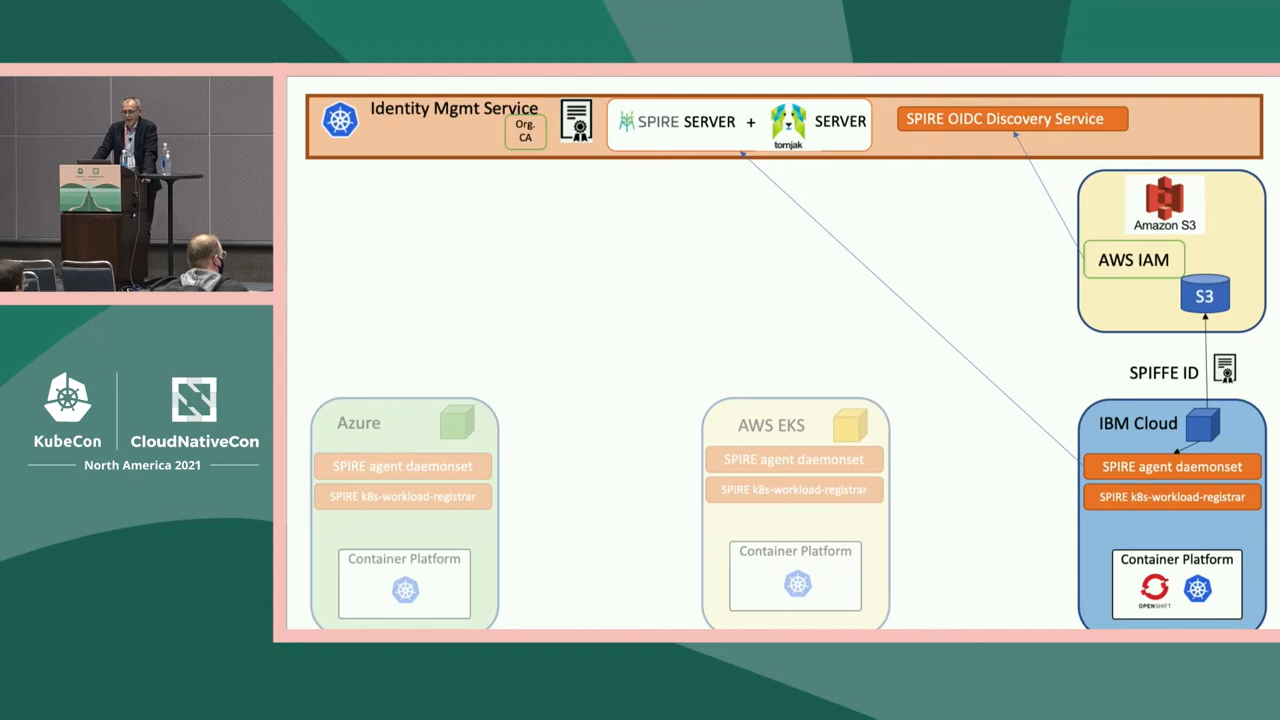 Identity Mgmt Service
Org.
CA
SPIRE SERVER + SERVER
tornjak
SPIRE OIDC Discovery Service
Amazon S3
AWS IAM
S3
SPIFFE ID
KubeCon
CloudNativeCon
North America 2021
Azure
SPIRE agent daemonset
SPIRE k8s-workload-registrar
Container Platform
AWS EKS
SPIRE agent daemonset
SPIRE k8s-workload-registrar
Container Platform
IBM Cloud
SPIRE agent daemonset
SPIRE k8s-workload-registrar
Container Platform
OPENSHIFT